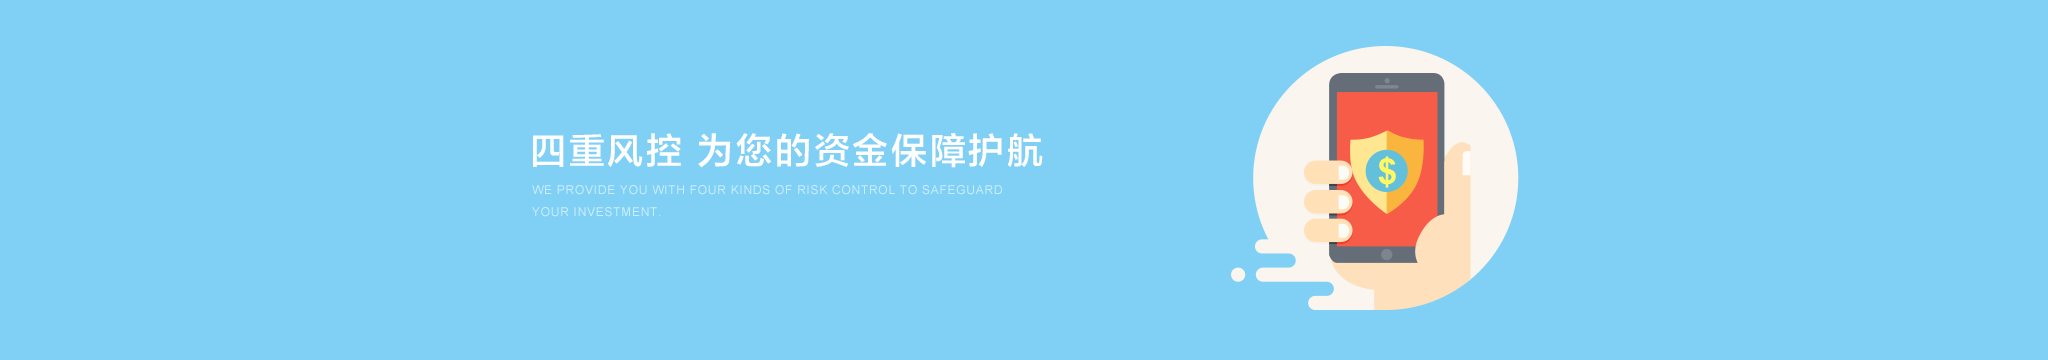 四重风控 为您的资金保障护航
WE PROVIDE YOU WITH FOUR KINDS OF RISK CONTROL TO SAFEGUARD
YOUR INVESTMENT.
$